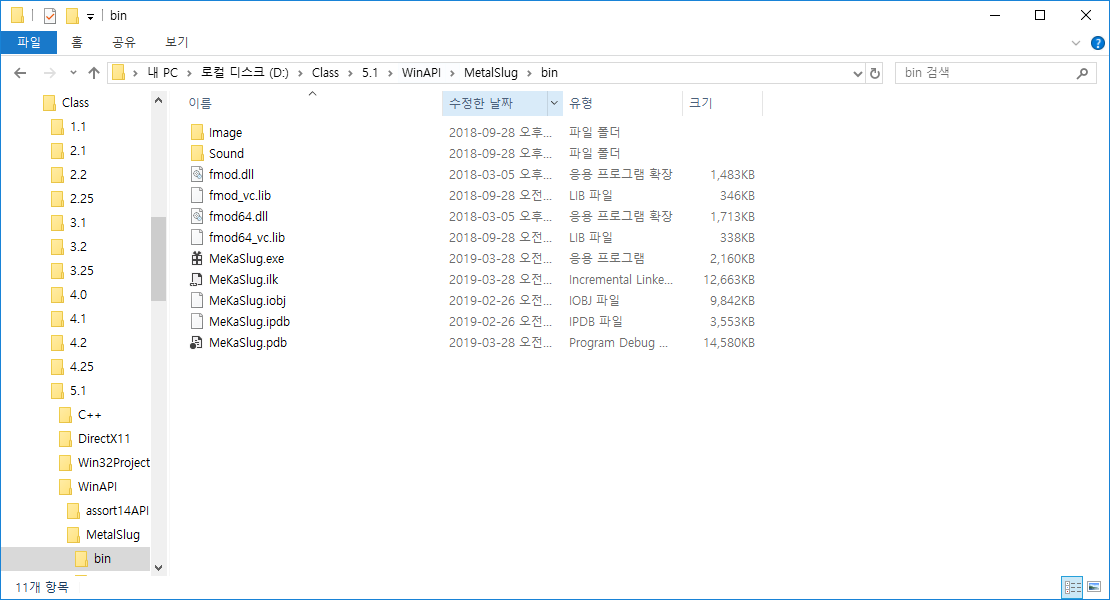 bin
파일 홈 공유 보기
내 PC 로컬 디스크 (D:) Class 5.1 WinAPI MetalSlug bin bin 검색
Class
1.1
2.1
2.2
2.25
3.1
3.2
3.25
4.0
4.1
4.2
4.25
5.1
C++
DirectX11
Win32Project
WinAPI
assort14API
MetalSlug
bin
이름 수정한 날짜 유형 크기
Image 2018-09-28 오후... 파일 폴더
Sound 2018-09-28 오후... 파일 폴더
fmod.dll 2018-03-05 오후... 응용 프로그램 확장 1,483KB
fmod_vc.lib 2018-09-28 오전... LIB 파일 346KB
fmod64.dll 2018-03-05 오후... 응용 프로그램 확장 1,713KB
fmod64_vc.lib 2018-09-28 오전... LIB 파일 338KB
MeKaSlug.exe 2019-03-28 오전... 응용 프로그램 2,160KB
MeKaSlug.ilk 2019-03-28 오전... Incremental Linke... 12,663KB
MeKaSlug.iobj 2019-02-26 오전... IOBJ 파일 9,842KB
MeKaSlug.ipdb 2019-02-26 오전... IPDB 파일 3,553KB
MeKaSlug.pdb 2019-03-28 오전... Program Debug ... 14,580KB
11개 항목